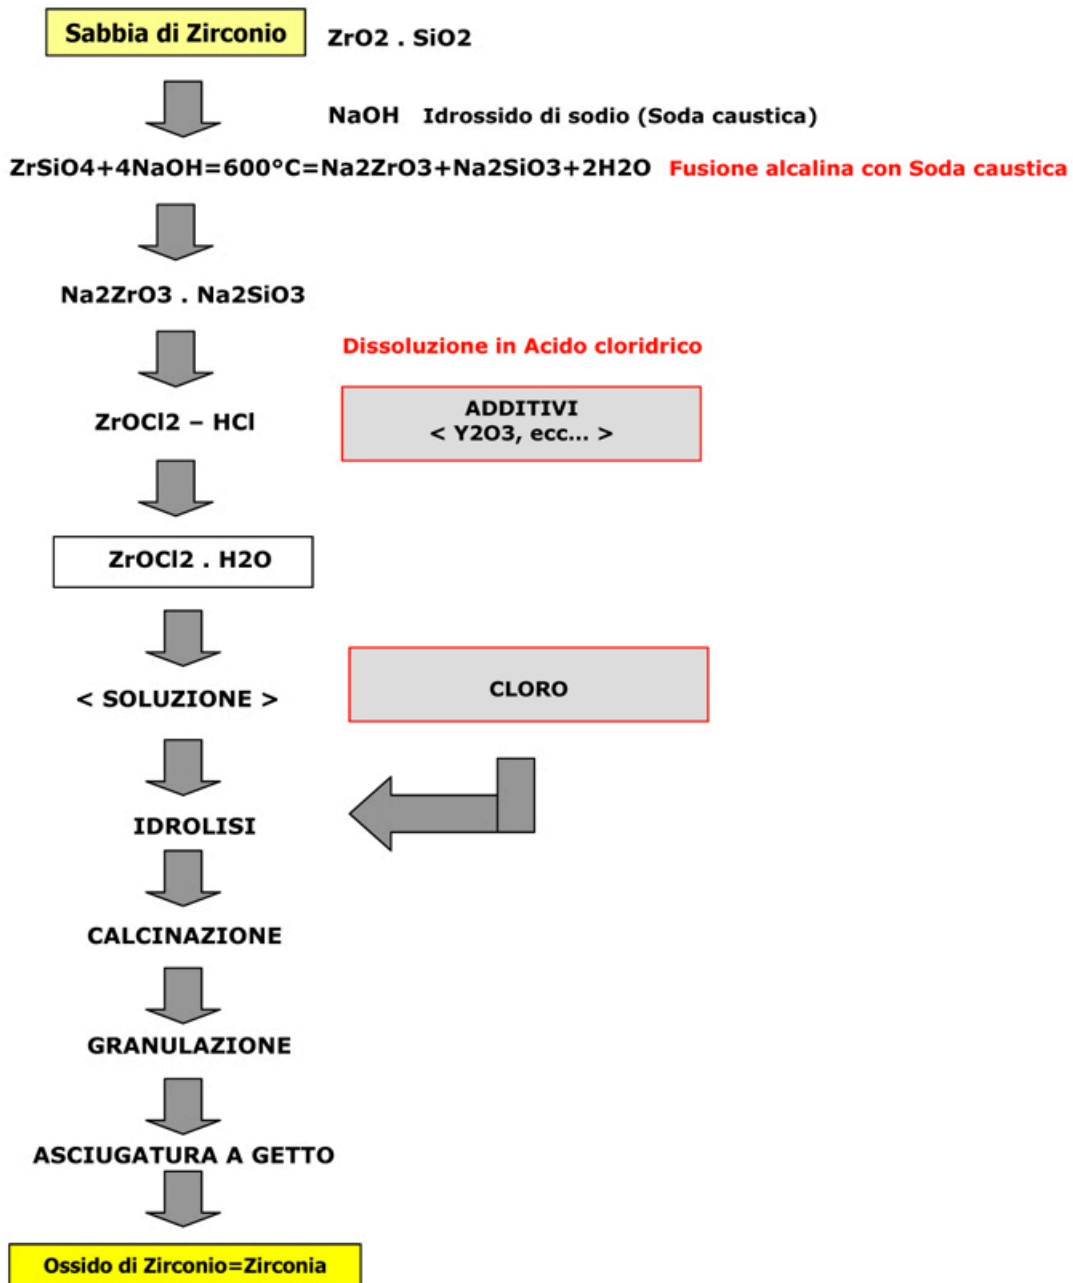 Sabbia di Zirconio
ZrO2 . SiO2
NaOH Idrossido di sodio (Soda caustica)
ZrSiO4+4NaOH=600°C=Na2ZrO3+Na2SiO3+2H2O Fusione alcalina con Soda caustica
Na2ZrO3 . Na2SiO3
Dissoluzione in Acido cloridrico
ZrOCl2 – HCl
ADDITIVI
< Y2O3, ecc... >
ZrOCl2 . H2O
< SOLUZIONE >
CLORO
IDROLISI
CALCINAZIONE
GRANULAZIONE
ASCIUGATURA A GETTO
Ossido di Zirconio=Zirconia